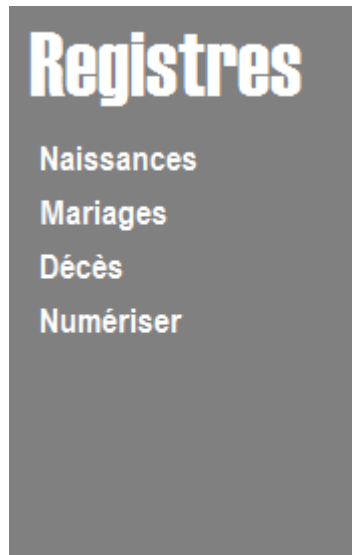 Registres
Naissances
Mariages
Décès
Numériser